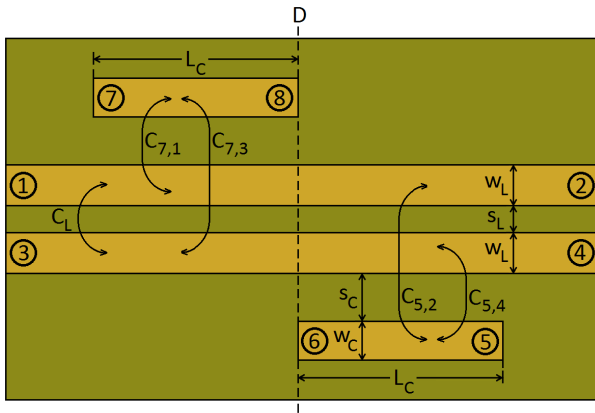 D
L_C
⑦ ⑧
C_7,1 C_7,3
① ② w_L
C_L s_L
③ ④ w_L
s_C C_5,2 C_5,4
⑥ w_C ⑤
L_C